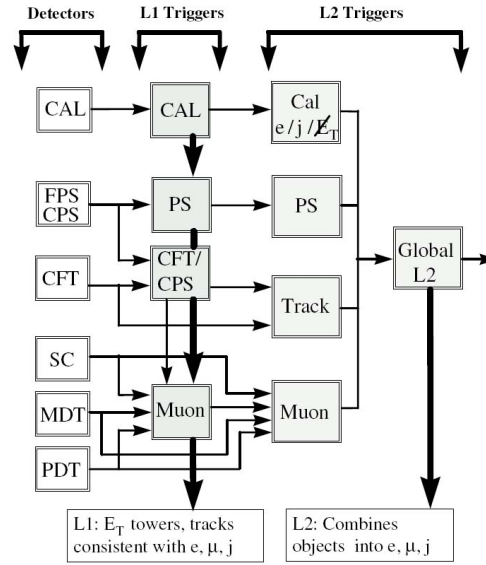 Detectors L1 Triggers L2 Triggers
CAL CAL Cal
e/j/E̸T
FPS
CPS PS PS
CFT CFT/
CPS Track Global
L2
SC
MDT Muon Muon
PDT
L1: ET towers, tracks
consistent with e, μ, j
L2: Combines
objects into e, μ, j